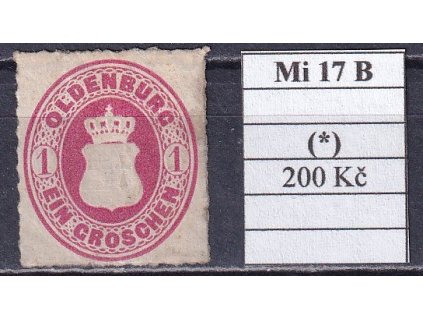 OLDENBURG
1 1
EIN GROSCHEN
Mi 17 B
(*)
200 Kč